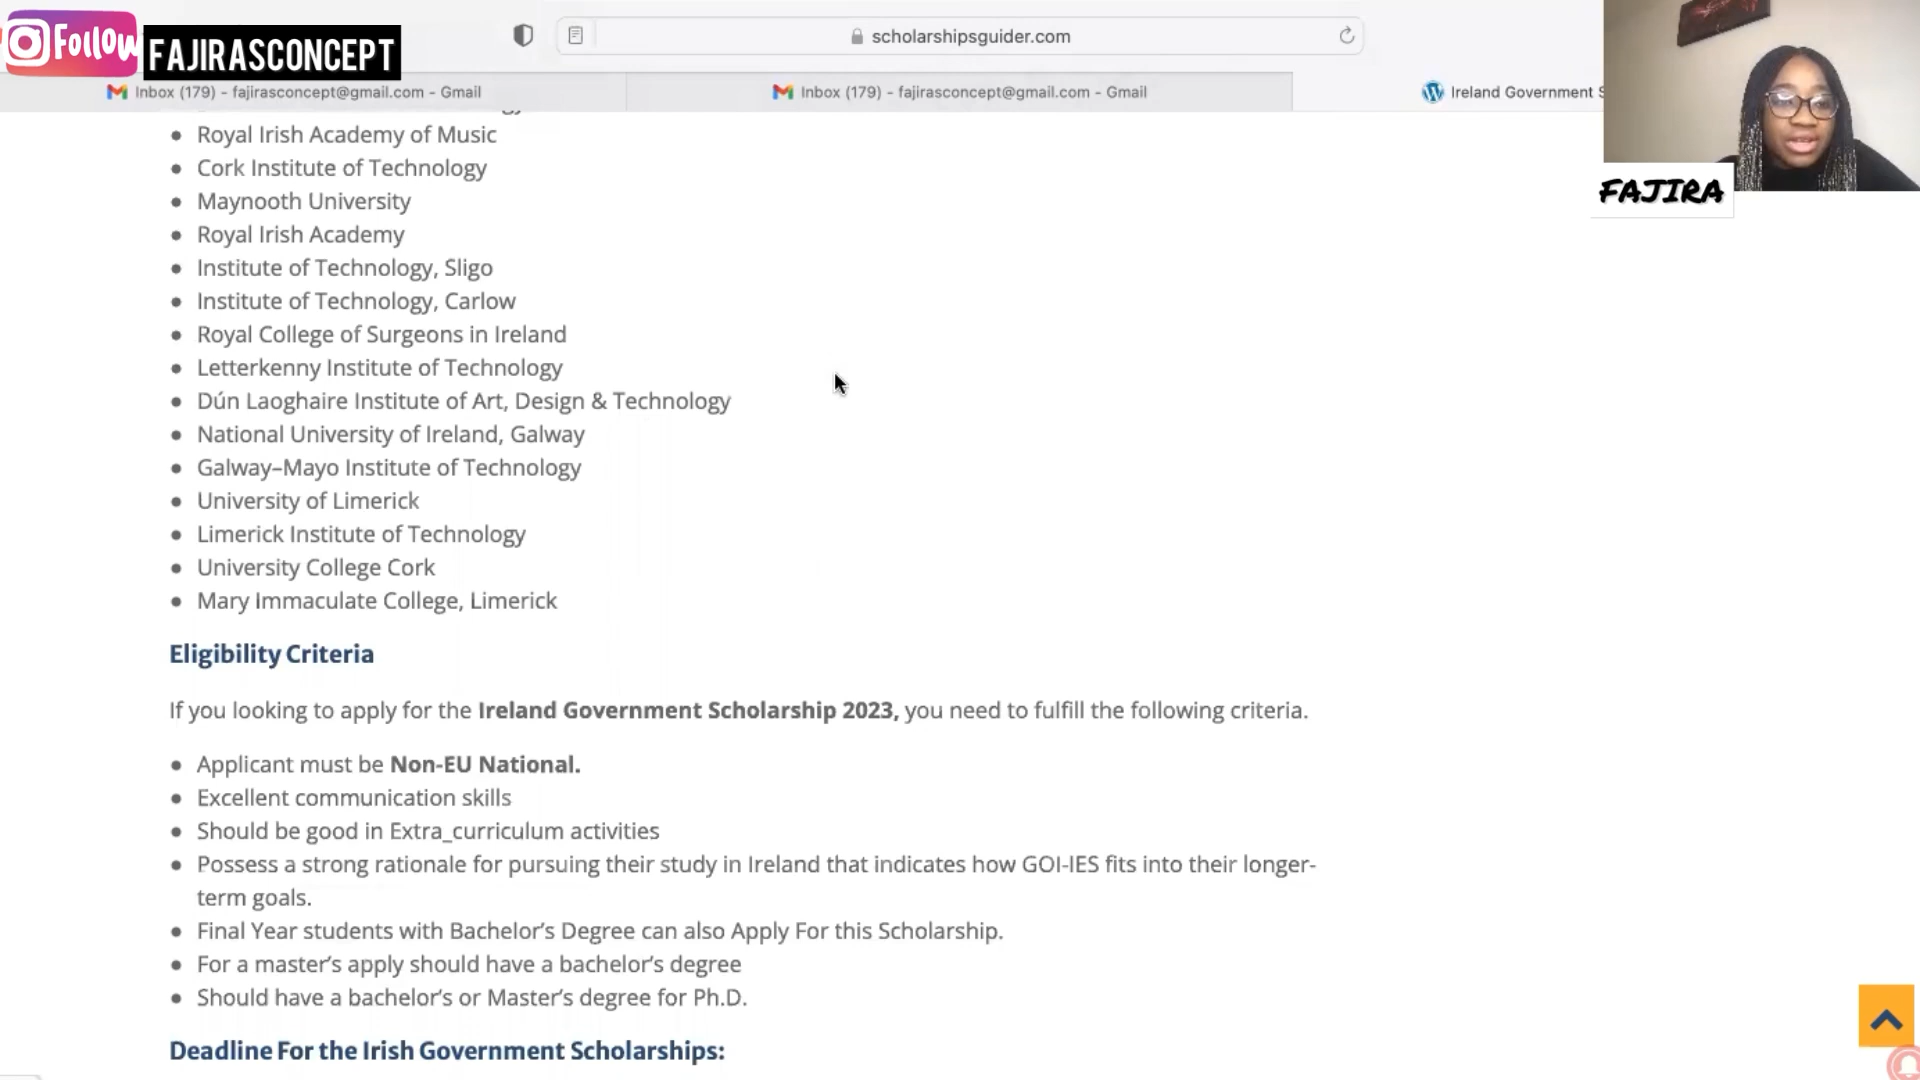 Follow
FAJIRASCONCEPT
scholarshipsguider.com
Inbox (179) - fajirasconcept@gmail.com - Gmail
Inbox (179) - fajirasconcept@gmail.com - Gmail
Ireland Government S
FAJIRA
Royal Irish Academy of Music
Cork Institute of Technology
Maynooth University
Royal Irish Academy
Institute of Technology, Sligo
Institute of Technology, Carlow
Royal College of Surgeons in Ireland
Letterkenny Institute of Technology
Dún Laoghaire Institute of Art, Design & Technology
National University of Ireland, Galway
Galway–Mayo Institute of Technology
University of Limerick
Limerick Institute of Technology
University College Cork
Mary Immaculate College, Limerick
Eligibility Criteria
If you looking to apply for the Ireland Government Scholarship 2023, you need to fulfill the following criteria.
Applicant must be Non-EU National.
Excellent communication skills
Should be good in Extra_curriculum activities
Possess a strong rationale for pursuing their study in Ireland that indicates how GOI-IES fits into their longer-
term goals.
Final Year students with Bachelor’s Degree can also Apply For this Scholarship.
For a master’s apply should have a bachelor’s degree
Should have a bachelor’s or Master’s degree for Ph.D.
Deadline For the Irish Government Scholarships: